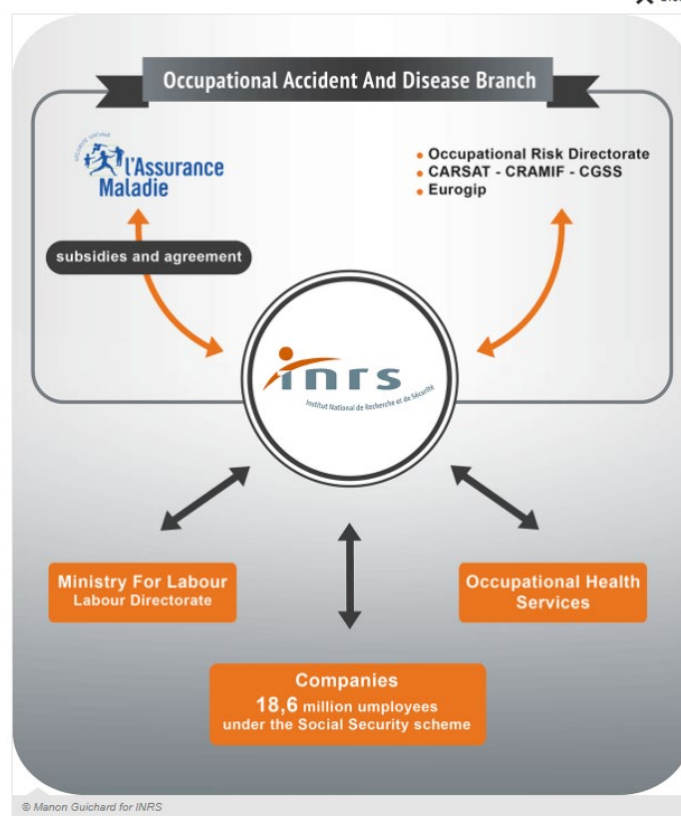 Occupational Accident And Disease Branch
SÉCURITÉ SOCIALE
l'Assurance
Maladie
• Occupational Risk Directorate
• CARSAT - CRAMIF - CGSS
• Eurogip
subsidies and agreement
inrs
Institut National de Recherche et de Sécurité
Ministry For Labour
Labour Directorate
Occupational Health
Services
Companies
18,6 million umployees
under the Social Security scheme
© Manon Guichard for INRS